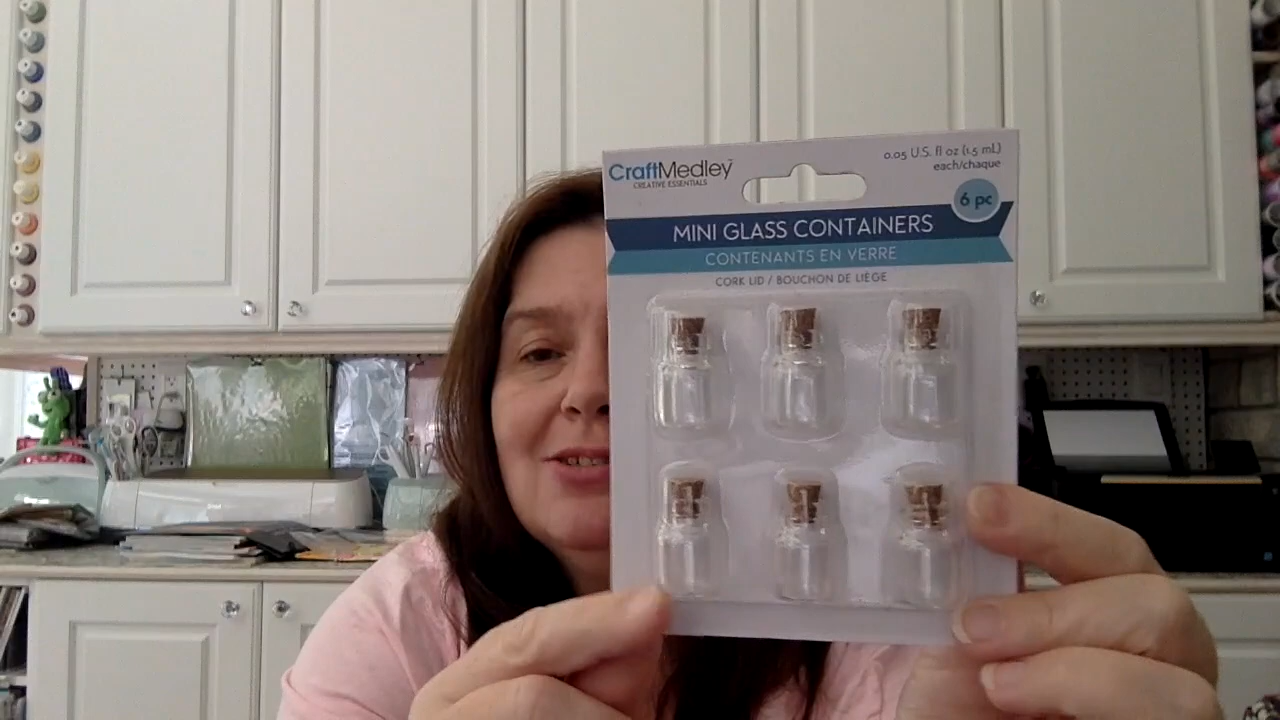 CraftMedley™
CREATIVE ESSENTIALS
0.05 U.S. fl oz (1.5 mL)
each/chaque
6 pc
MINI GLASS CONTAINERS
CONTENANTS EN VERRE
CORK LID / BOUCHON DE LIÈGE